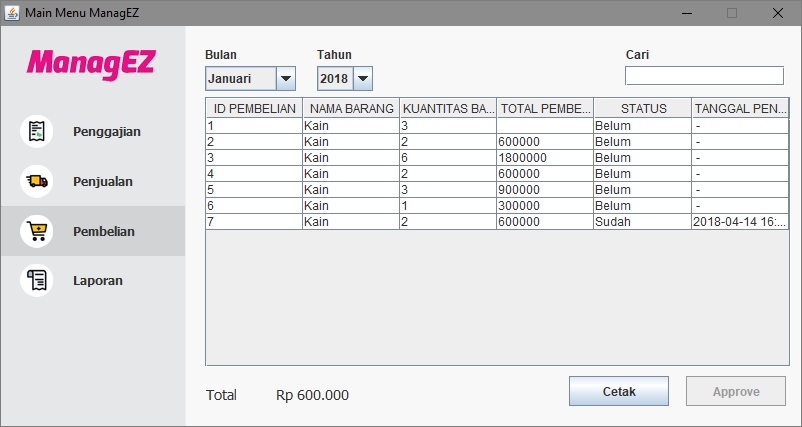 Main Menu ManagEZ
ManagEZ
Penggajian
Penjualan
Pembelian
Laporan
Bulan Tahun Cari
Januari 2018
ID PEMBELIAN NAMA BARANG KUANTITAS BA... TOTAL PEMBE... STATUS TANGGAL PEN...
1 Kain 3 Belum -
2 Kain 2 600000 Belum -
3 Kain 6 1800000 Belum -
4 Kain 2 600000 Belum -
5 Kain 3 900000 Belum -
6 Kain 1 300000 Belum -
7 Kain 2 600000 Sudah 2018-04-14 16:...
Total Rp 600.000 Cetak Approve